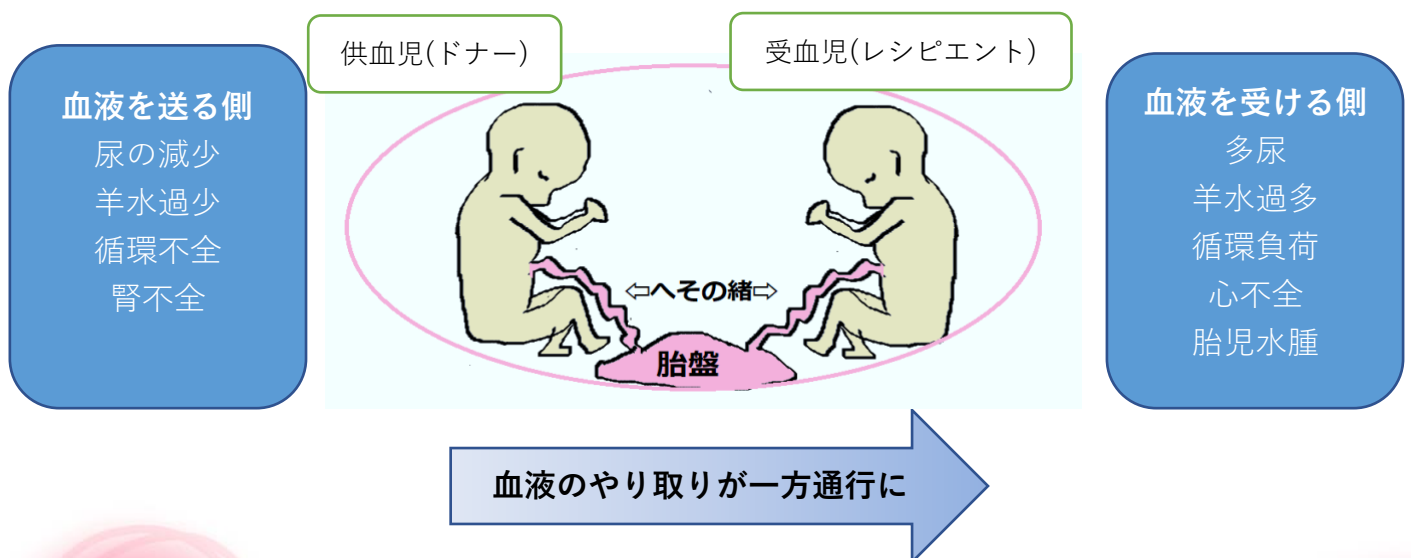 供血児(ドナー)
受血児(レシピエント)
血液を送る側
尿の減少
羊水過少
循環不全
腎不全
血液を受ける側
多尿
羊水過多
循環負荷
心不全
胎児水腫
⇦へその緒⇨
胎盤
血液のやり取りが一方通行に